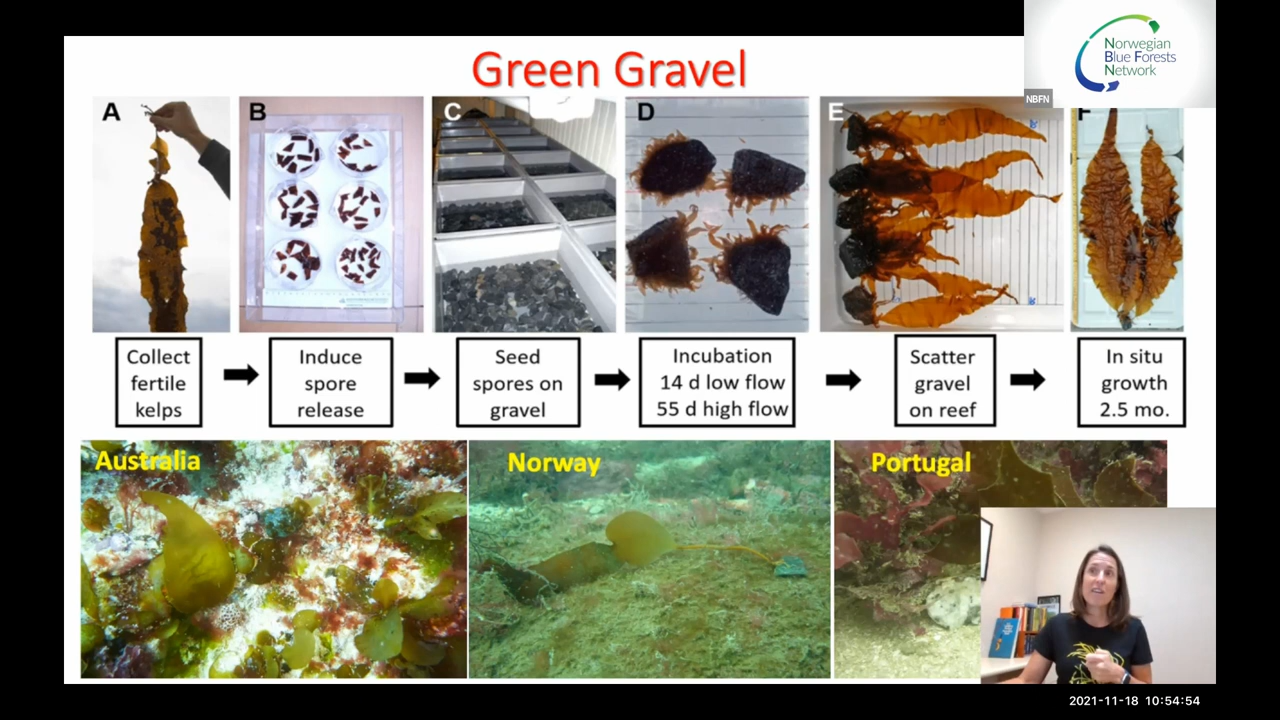 Green Gravel
Norwegian
Blue Forests
Network
NBFN
A
B
C
D
E
F
Collect
fertile
kelps
Induce
spore
release
Seed
spores on
gravel
Incubation
14 d low flow
55 d high flow
Scatter
gravel
on reef
In situ
growth
2.5 mo.
Australia
Norway
Portugal
2021-11-18 10:54:54